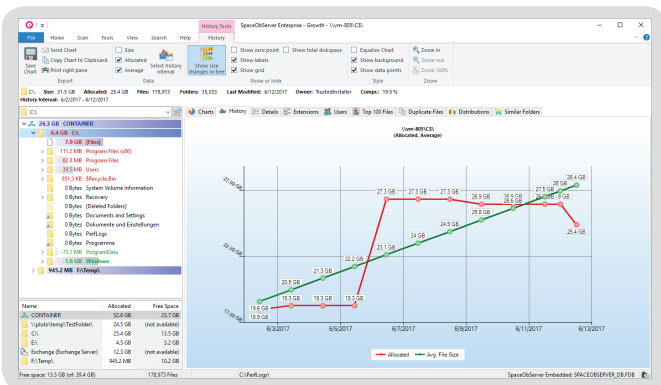 History Tools
SpaceObServer Enterprise - Growth - \\vm-805\C$\
File Home Scan Tools View Search Help History
Save Chart
Send Chart
Copy Chart to Clipboard
Print right pane
Export
Size
Allocated
Average
Select history interval
Data
Show size changes in tree
Show zero point
Show total diskspace
Show labels
Show grid
Show or hide
Equalize Chart
Show background
Show data points
Style
Zoom in
Zoom out
Zoom 100%
Zoom
C:\ Size: 31.5 GB Allocated: 25.4 GB Files: 178,973 Folders: 35,033 Last Modified: 6/12/2017 Owner: TrustedInstaller Compr.: 19.3 %
History Interval: 6/2/2017 - 6/12/2017
C:\
Charts History Details Extensions Users Top 100 Files Duplicate Files Distributions Similar Folders
26.3 GB CONTAINER
6.4 GB C:\
7.9 GB [Files]
111.2 MB Program Files (x86)
62.8 MB Program Files
39.5 MB Users
951.3 KB $Recycle.Bin
0 Bytes System Volume Information
0 Bytes Recovery
0 Bytes [Deleted Folders]
0 Bytes Documents and Settings
0 Bytes Dokumente und Einstellungen
0 Bytes PerfLogs
0 Bytes Programme
-75.1 MB ProgramData
-1.6 GB Windows
945.2 MB F:\Temp\
Name Allocated Free Space
CONTAINER 52.6 GB 23.7 GB
\\pluto\temp\TestFolder\ 24.5 GB (not available)
C:\ 25.4 GB 13.5 GB
E:\ 4.5 GB 3.2 GB
Exchange (Exchange Server) 12.3 GB (not available)
F:\Temp\ 945.2 MB 10.2 GB
\\vm-805\C$\
(Allocated, Average)
27.00 GB
22.00 GB
17.00 GB
19.6 GB
18.9 GB
20.5 GB
19.3 GB
21.3 GB
19.3 GB
22.2 GB
19.3 GB
27.3 GB
23.1 GB
27.3 GB
24 GB
27.3 GB
24.9 GB
26.9 GB
25.8 GB
26.9 GB
26.6 GB
27.5 GB
28 GB
28.4 GB
25.4 GB
6/3/2017 6/5/2017 6/7/2017 6/9/2017 6/11/2017 6/13/2017
Allocated Avg. File Size
Free space: 13.5 GB (of: 39.4 GB) 178,973 Files C:\PerfLogs\ SpaceObServer Embedded: SPACEOBSERVER_DB.FDB